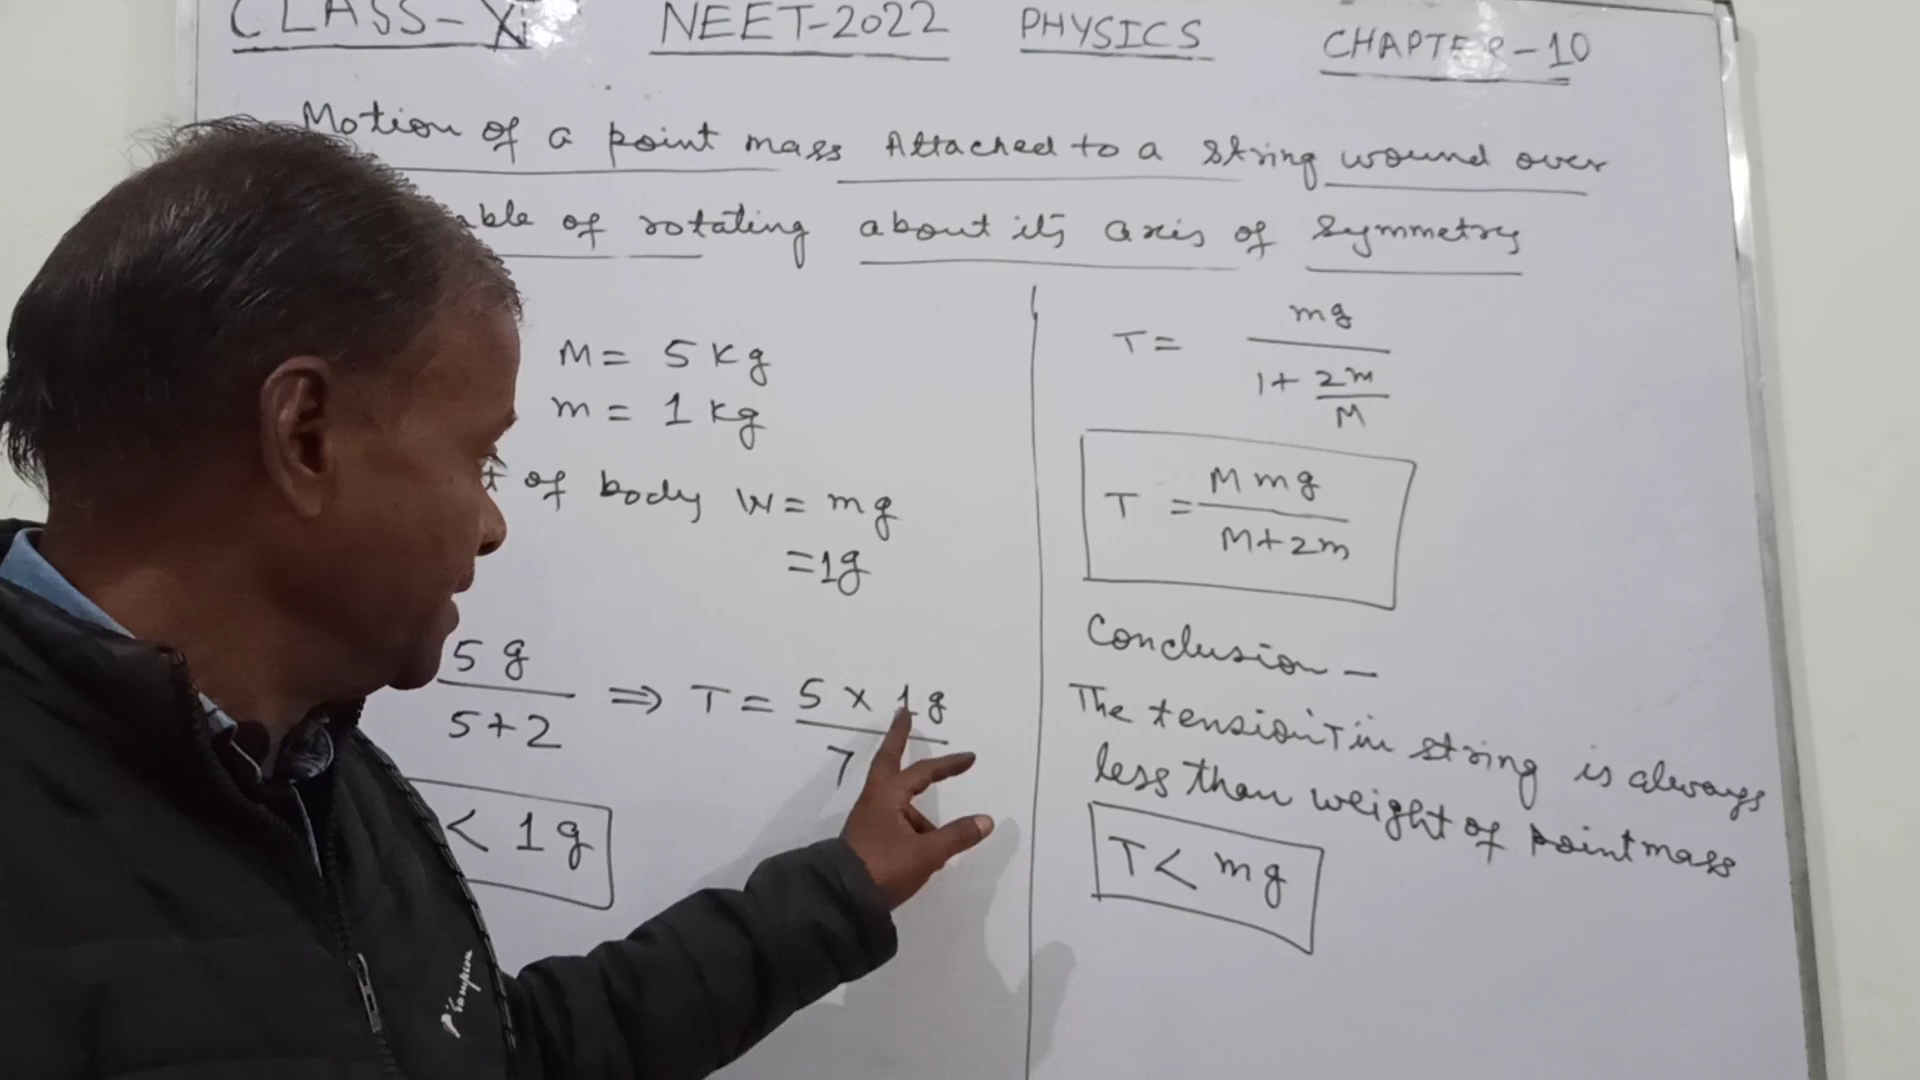 CLASS-XI NEET-2022 PHYSICS CHAPTER-10
Motion of a point mass Attached to a string wound over
able of rotating about its axis of symmetry
M = 5 kg
m = 1 kg
t of body W = mg
= 1g
5 g / 5+2 ⇒ T = 5 × 1g / 7
< 1g
T = mg / 1+ 2m/M
T = Mmg / M+2m
Conclusion —
The tension T in string is always
less than weight of point mass
T < mg